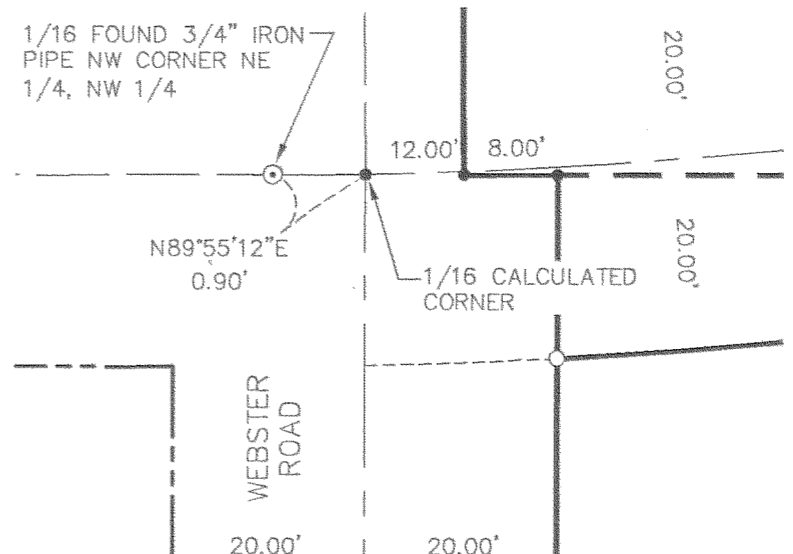 1/16 FOUND 3/4" IRON
PIPE NW CORNER NE
1/4, NW 1/4
20.00'
12.00'
8.00'
N89°55'12"E
0.90'
20.00'
1/16 CALCULATED
CORNER
WEBSTER
ROAD
20.00'
20.00'